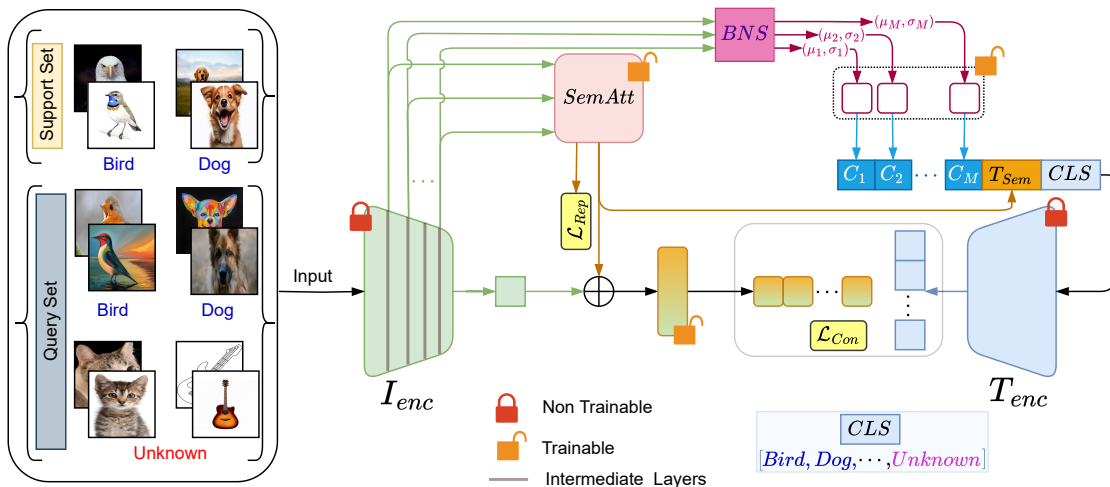 Support Set
Bird
Dog
Query Set
Bird
Dog
Unknown
Input
I_enc
SemAtt
L_Rep
BNS
(μ_M, σ_M)
(μ_2, σ_2)
(μ_1, σ_1)
C_1 C_2 ··· C_M T_Sem CLS
···
···
L_Con
T_enc
Non Trainable
Trainable
Intermediate Layers
CLS
[Bird, Dog, ···, Unknown]